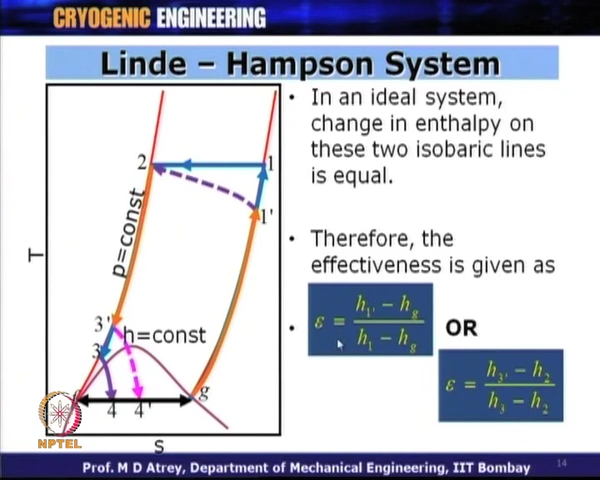 CRYOGENIC ENGINEERING
Linde – Hampson System
T
2
1
1'
p=const
3'
h=const
3
f
g
4
4'
s
NPTEL
• In an ideal system,
change in enthalpy on
these two isobaric lines
is equal.
• Therefore, the
effectiveness is given as
• ε = (h1' − hg) / (h1 − hg) OR
ε = (h3' − h2) / (h3 − h2)
Prof. M D Atrey, Department of Mechanical Engineering, IIT Bombay
14